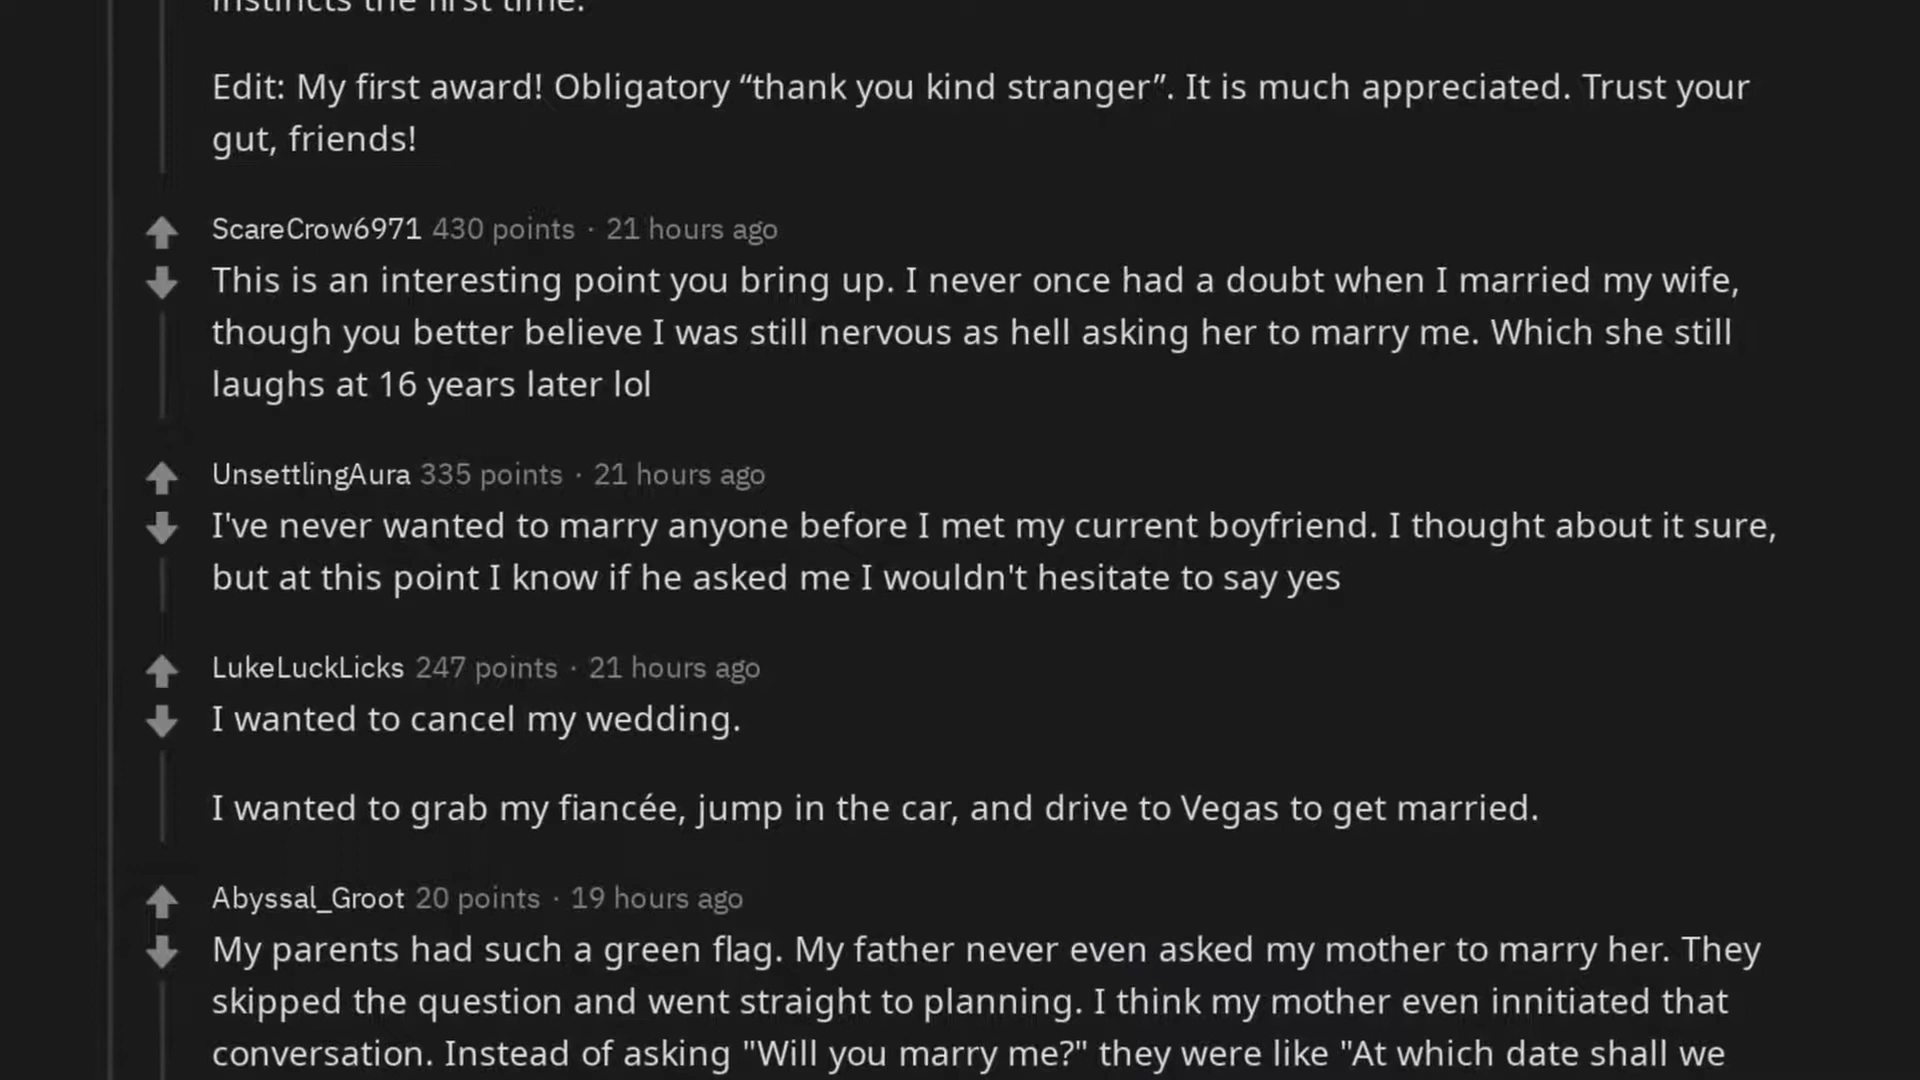 instincts the first time.
Edit: My first award! Obligatory “thank you kind stranger”. It is much appreciated. Trust your
gut, friends!
ScareCrow6971 430 points · 21 hours ago
This is an interesting point you bring up. I never once had a doubt when I married my wife,
though you better believe I was still nervous as hell asking her to marry me. Which she still
laughs at 16 years later lol
UnsettlingAura 335 points · 21 hours ago
I've never wanted to marry anyone before I met my current boyfriend. I thought about it sure,
but at this point I know if he asked me I wouldn't hesitate to say yes
LukeLuckLicks 247 points · 21 hours ago
I wanted to cancel my wedding.
I wanted to grab my fiancée, jump in the car, and drive to Vegas to get married.
Abyssal_Groot 20 points · 19 hours ago
My parents had such a green flag. My father never even asked my mother to marry her. They
skipped the question and went straight to planning. I think my mother even innitiated that
conversation. Instead of asking "Will you marry me?" they were like "At which date shall we